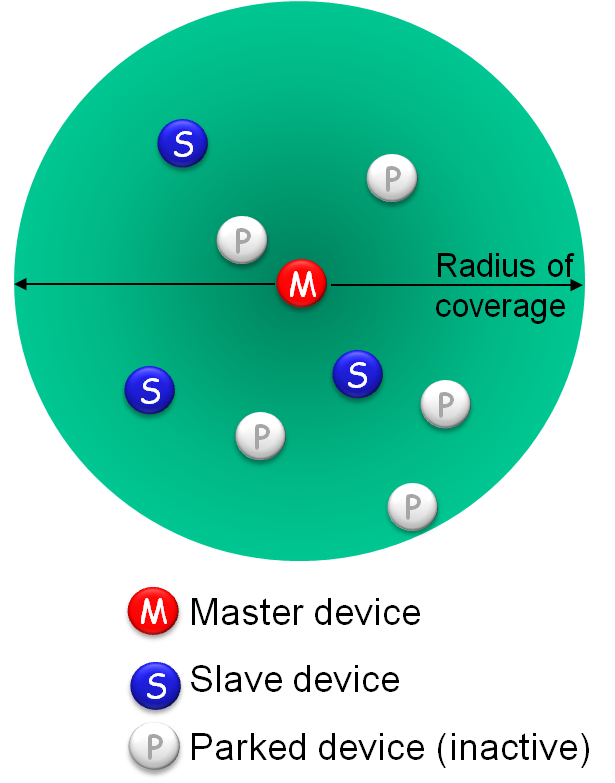 S
P
P
M
Radius of
coverage
S
S
P
P
P
M Master device
S Slave device
P Parked device (inactive)